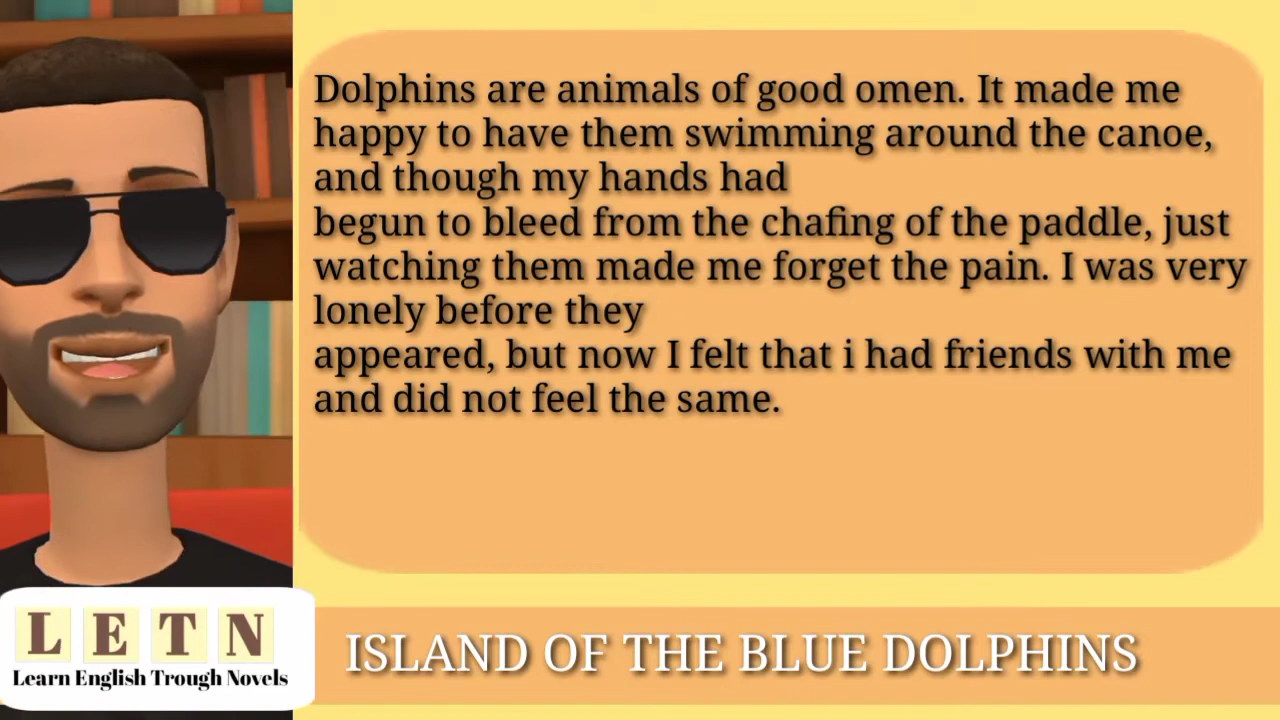 Dolphins are animals of good omen. It made me
happy to have them swimming around the canoe,
and though my hands had
begun to bleed from the chafing of the paddle, just
watching them made me forget the pain. I was very
lonely before they
appeared, but now I felt that i had friends with me
and did not feel the same.
L E T N
Learn English Trough Novels
ISLAND OF THE BLUE DOLPHINS